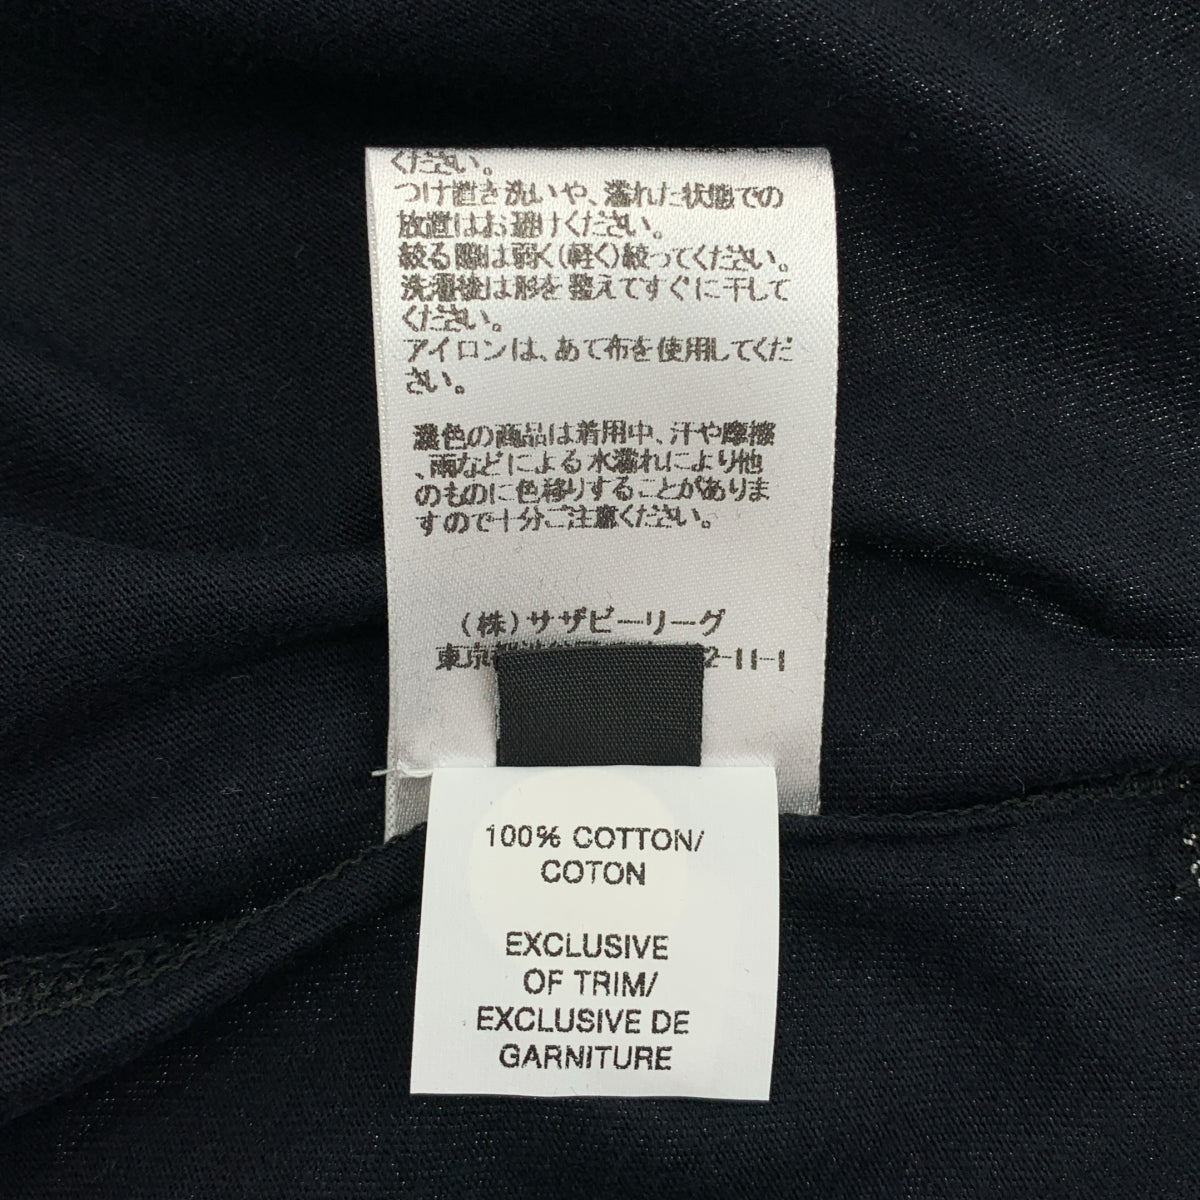 ください。
つけ置き洗いや、濡れた状態での
放置はお避けください。
絞る際は弱く(軽く)絞ってください。
洗濯後は形を整えてすぐに干して
ください。
アイロンは、あて布を使用してくだ
さい。
濃色の商品は着用中、汗や摩擦
、雨などによる水濡れにより他
のものに色移りすることがありま
すので十分ご注意ください。
(株)サザビーリーグ
東京都 2-11-1
100% COTTON/
COTON
EXCLUSIVE
OF TRIM/
EXCLUSIVE DE
GARNITURE